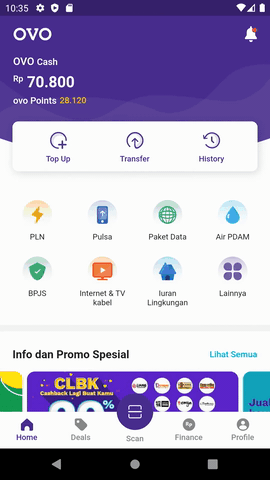 10:35
OVO
OVO Cash
Rp 70.800
ovo Points 28.120
Top Up
Transfer
History
PLN
Pulsa
Paket Data
Air PDAM
BPJS
Internet & TV kabel
Iuran Lingkungan
Lainnya
Info dan Promo Spesial
Lihat Semua
CLBK
Cashback Lagi Buat Kamu
Home
Deals
Scan
Rp
Finance
Profile